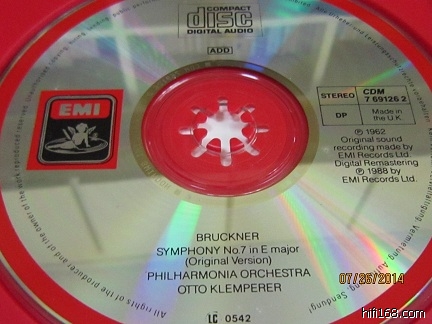 COMPACT
disc
DIGITAL AUDIO
ADD
EMI
STEREO
CDM
7 69126 2
DP
Made in
the U.K.
Ⓟ 1962
Original sound
recording made by
EMI Records Ltd.
Digital Remastering
Ⓟ 1988 by
EMI Records Ltd.
BRUCKNER
SYMPHONY No.7 in E major
(Original Version)
PHILHARMONIA ORCHESTRA
OTTO KLEMPERER
LC 0542
All rights of the producer and of the owner of the work reproduced
Vermietung
Sendung!
07/26/2014
hifi168.com